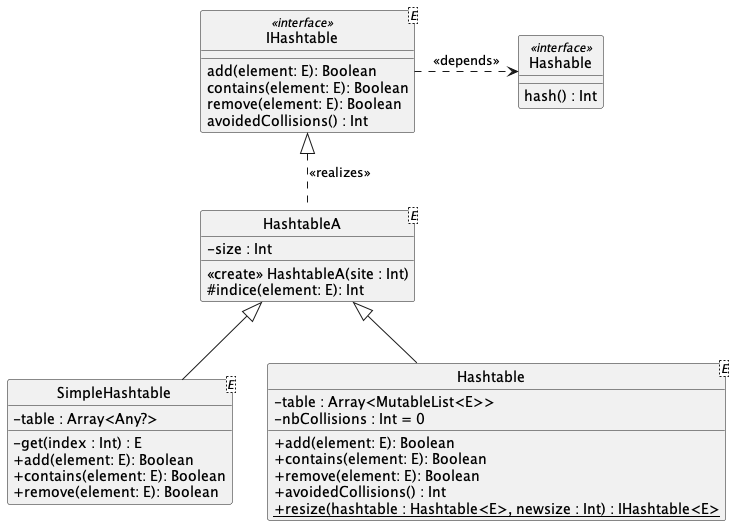 E
«interface»
IHashtable
add(element: E): Boolean
contains(element: E): Boolean
remove(element: E): Boolean
avoidedCollisions() : Int
«depends»
«interface»
Hashable
hash() : Int
«realizes»
E
HashtableA
-size : Int
«create» HashtableA(site : Int)
#indice(element: E): Int
E
SimpleHashtable
-table : Array<Any?>
-get(index : Int) : E
+add(element: E): Boolean
+contains(element: E): Boolean
+remove(element: E): Boolean
E
Hashtable
-table : Array<MutableList<E>>
-nbCollisions : Int = 0
+add(element: E): Boolean
+contains(element: E): Boolean
+remove(element: E): Boolean
+avoidedCollisions() : Int
+resize(hashtable : Hashtable<E>, newsize : Int) : IHashtable<E>